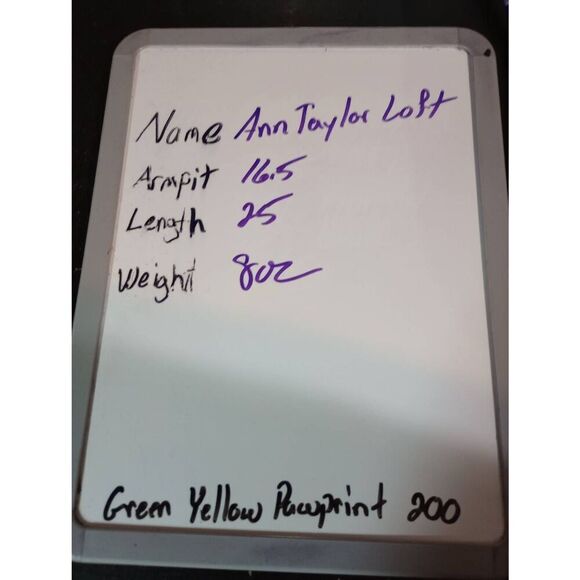 Name Ann Taylor Loft
Armpit 16.5
Length 25
Weight 8oz
Green Yellow Pawprint 200